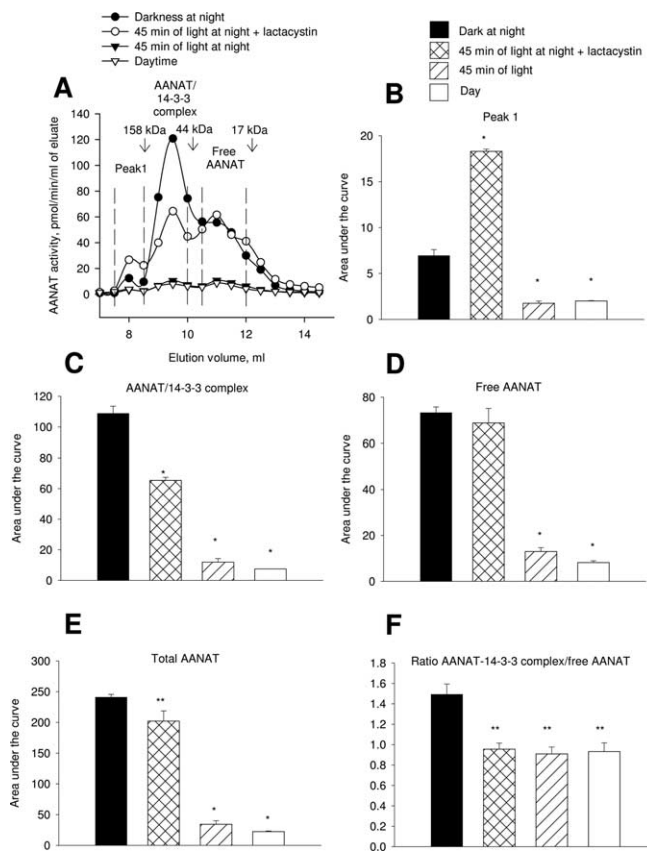 Darkness at night
45 min of light at night + lactacystin
45 min of light at night
Daytime
A
AANAT/
14-3-3
complex
158 kDa
44 kDa
17 kDa
Free
AANAT
Peak1
AANAT activity, pmol/min/ml of eluate
140
120
100
80
60
40
20
0
8
10
12
14
Elution volume, ml
Dark at night
45 min of light at night + lactacystin
45 min of light
Day
B
Peak 1
Area under the curve
20
15
10
5
0
*
*
*
C
AANAT/14-3-3 complex
Area under the curve
120
100
80
60
40
20
0
*
*
*
D
Free AANAT
Area under the curve
80
60
40
20
0
*
*
E
Total AANAT
Area under the curve
300
250
200
150
100
50
0
**
*
*
F
Ratio AANAT-14-3-3 complex/free AANAT
1.8
1.6
1.4
1.2
1.0
0.8
0.6
0.4
0.2
0.0
**
**
**